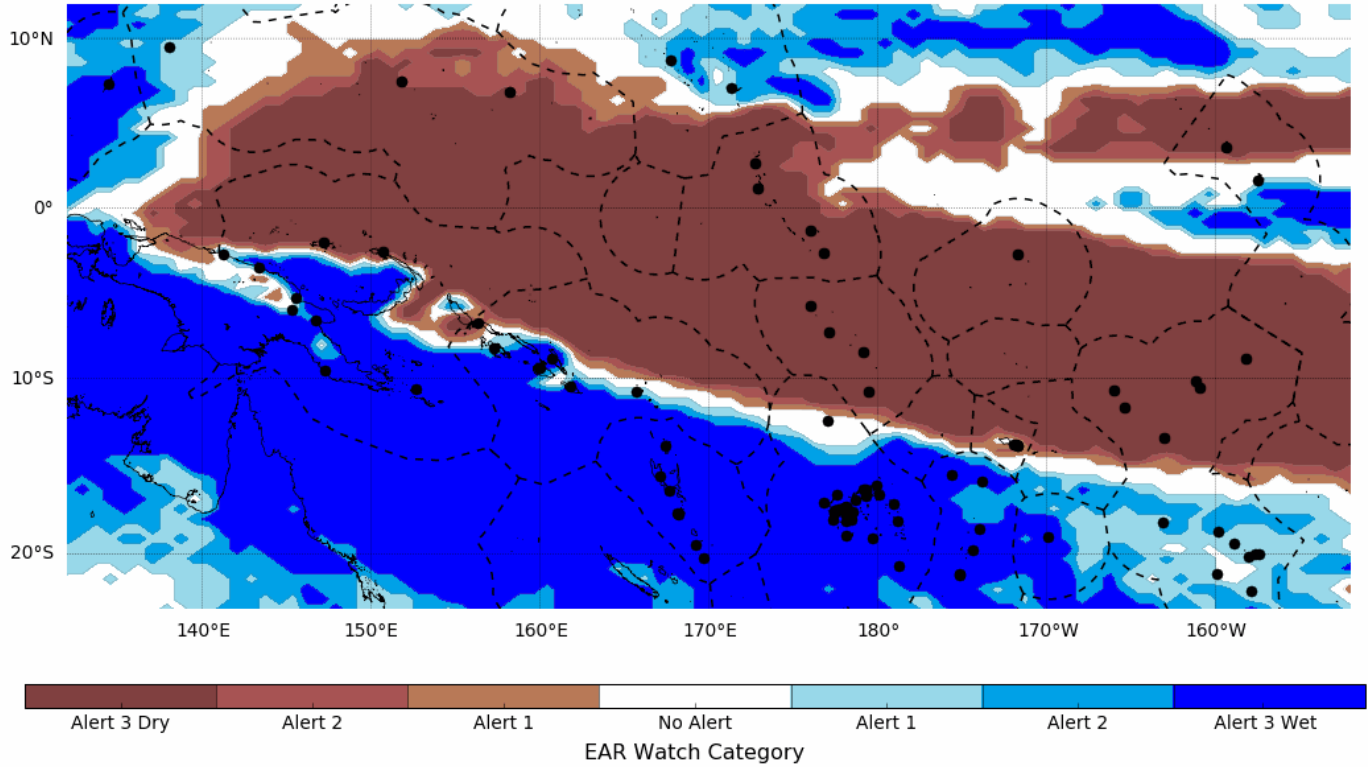 10°N
0°
10°S
20°S
140°E 150°E 160°E 170°E 180° 170°W 160°W
Alert 3 Dry Alert 2 Alert 1 No Alert Alert 1 Alert 2 Alert 3 Wet
EAR Watch Category